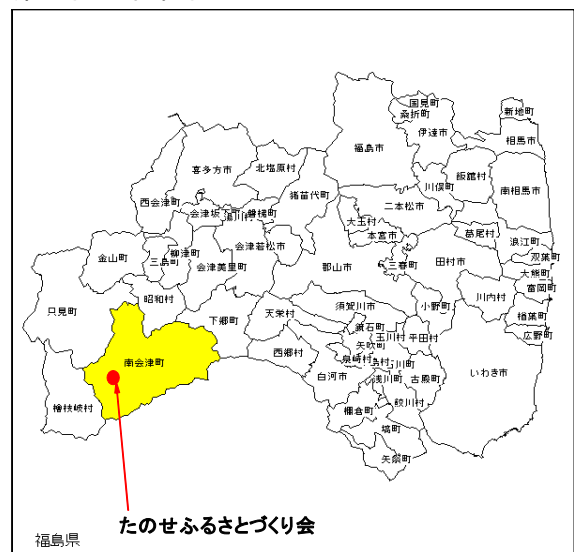 国見町
桑折町
新地町
伊達市
相馬市
福島市
喜多方市
北塩原村
飯舘村
猪苗代町
川俣町
南相馬市
西会津町
二本松市
会津坂下町
湯川村
磐梯町
大玉村
本宮市
葛尾村
浪江町
双葉町
会津若松市
柳津町
金山町
三島町
会津美里町
郡山市
三春町
田村市
大熊町
富岡町
昭和村
川内村
只見町
下郷町
天栄村
須賀川市
小野町
楢葉町
鏡石町
広野町
玉川村
平田村
矢吹町
西郷村
泉崎村
南会津町
白河市
浅川町
古殿町
いわき市
檜枝岐村
棚倉町
鮫川村
塙町
矢祭町
たのせふるさとづくり会
福島県